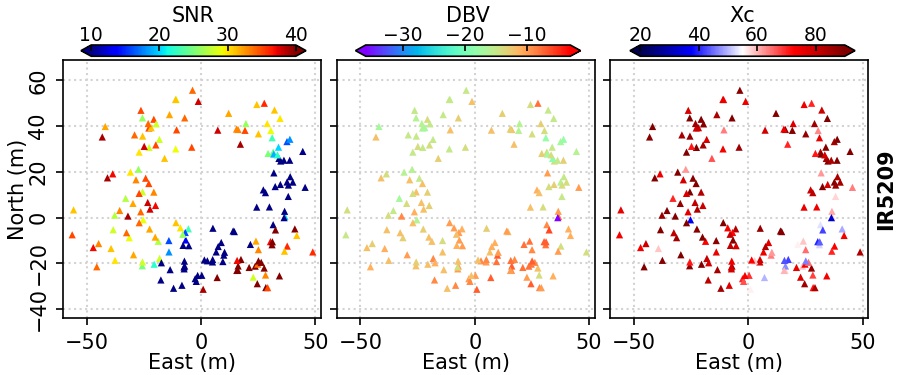 SNR DBV Xc
10 20 30 40 −30 −20 −10 20 40 60 80
60
40
20
0
−20
−40
North (m)
IR5209
−50 0 50 −50 0 50 −50 0 50
East (m) East (m) East (m)